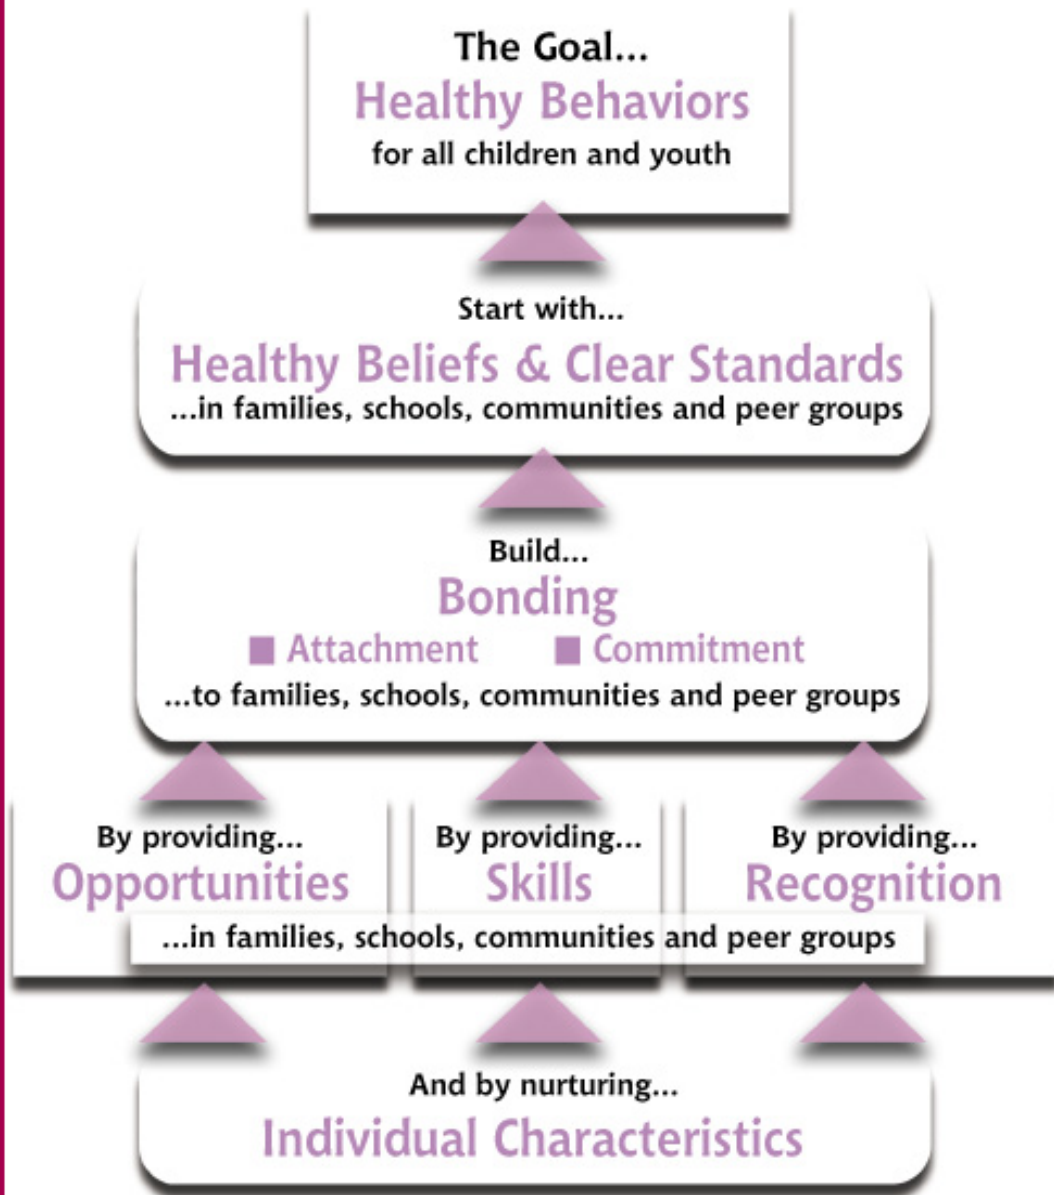 The Goal...
Healthy Behaviors
for all children and youth
Start with...
Healthy Beliefs & Clear Standards
...in families, schools, communities and peer groups
Build...
Bonding
■ Attachment ■ Commitment
...to families, schools, communities and peer groups
By providing...
Opportunities
By providing...
Skills
By providing...
Recognition
...in families, schools, communities and peer groups
And by nurturing...
Individual Characteristics